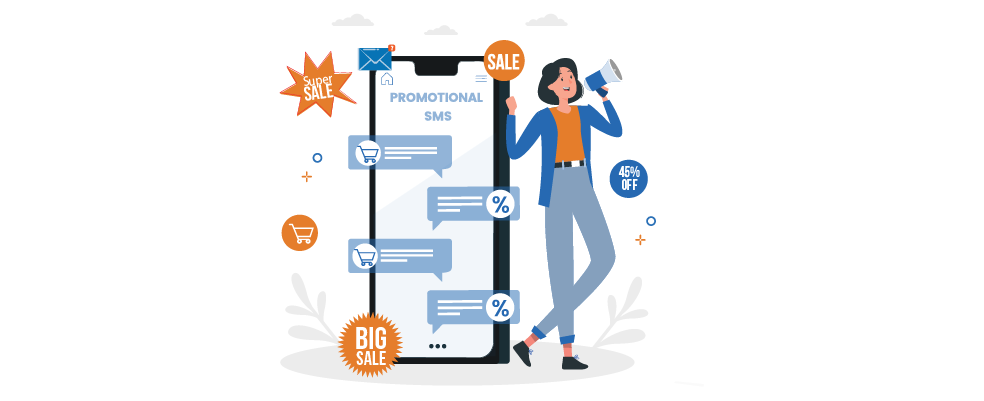 SALE
Super
SALE
PROMOTIONAL
SMS
45%
OFF
%
%
BIG
SALE